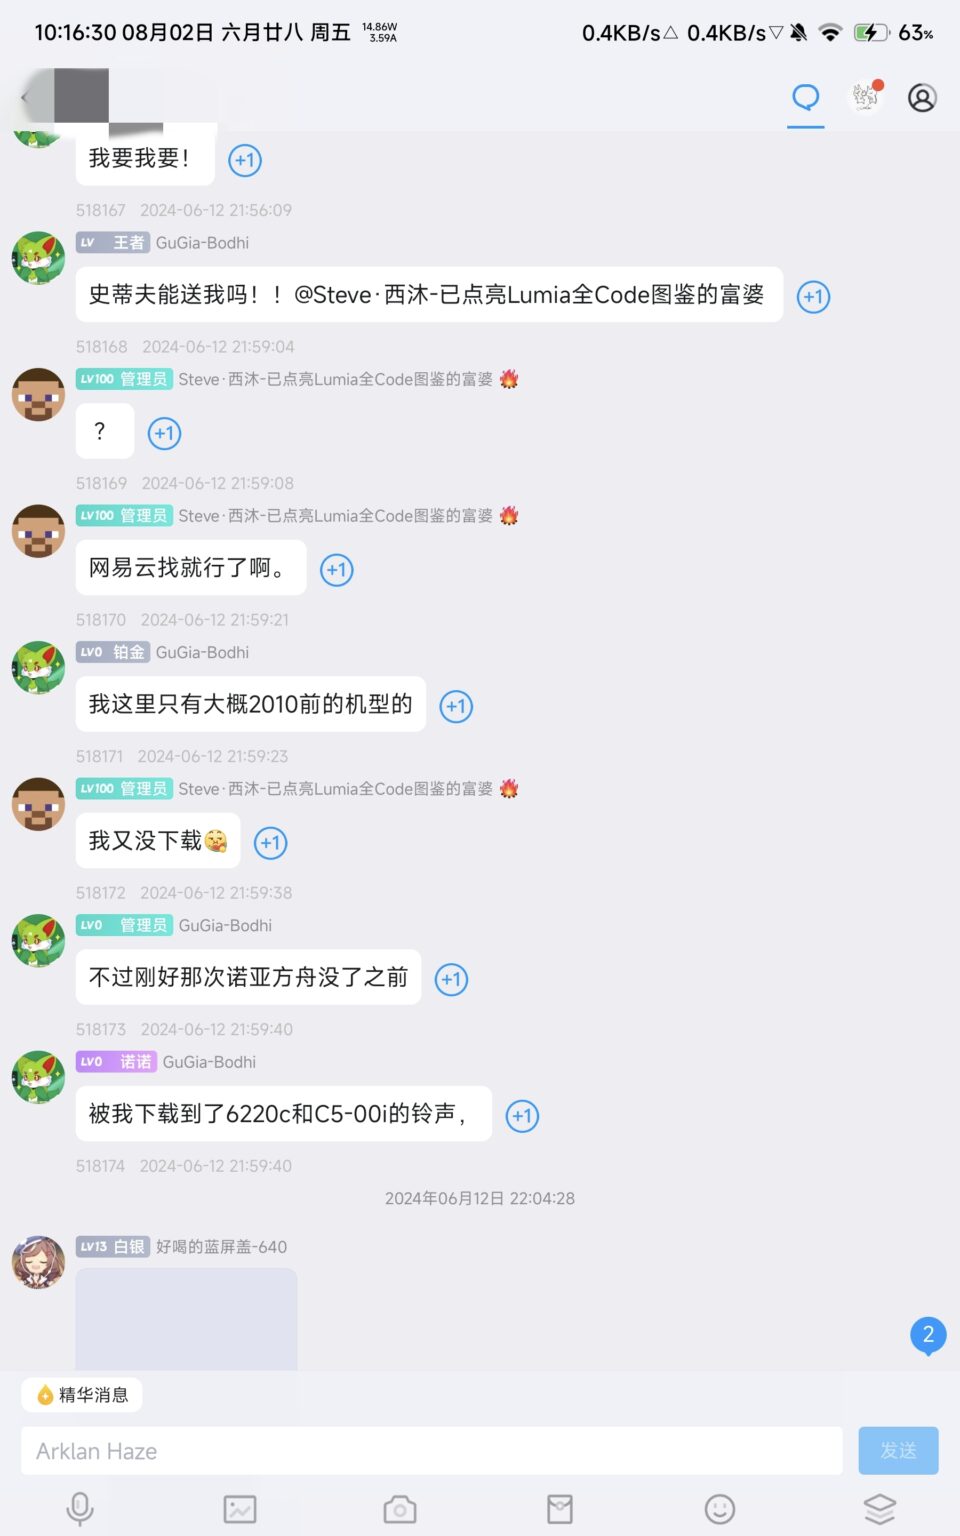 10:16:30 08月02日 六月廿八 周五 14.86W 3.59A 0.4KB/s△ 0.4KB/s▽ 63%
我要我要！ +1
518167 2024-06-12 21:56:09
LV 王者 GuGia-Bodhi
史蒂夫能送我吗！！@Steve·西沐-已点亮Lumia全Code图鉴的富婆 +1
518168 2024-06-12 21:59:04
LV100 管理员 Steve·西沐-已点亮Lumia全Code图鉴的富婆 🔥
？ +1
518169 2024-06-12 21:59:08
LV100 管理员 Steve·西沐-已点亮Lumia全Code图鉴的富婆 🔥
网易云找就行了啊。 +1
518170 2024-06-12 21:59:21
LV0 铂金 GuGia-Bodhi
我这里只有大概2010前的机型的 +1
518171 2024-06-12 21:59:23
LV100 管理员 Steve·西沐-已点亮Lumia全Code图鉴的富婆 🔥
我又没下载 +1
518172 2024-06-12 21:59:38
LV0 管理员 GuGia-Bodhi
不过刚好那次诺亚方舟没了之前 +1
518173 2024-06-12 21:59:40
LV0 诺诺 GuGia-Bodhi
被我下载到了6220c和C5-00i的铃声， +1
518174 2024-06-12 21:59:40
2024年06月12日 22:04:28
LV13 白银 好喝的蓝屏盖-640
2
精华消息
Arklan Haze
发送